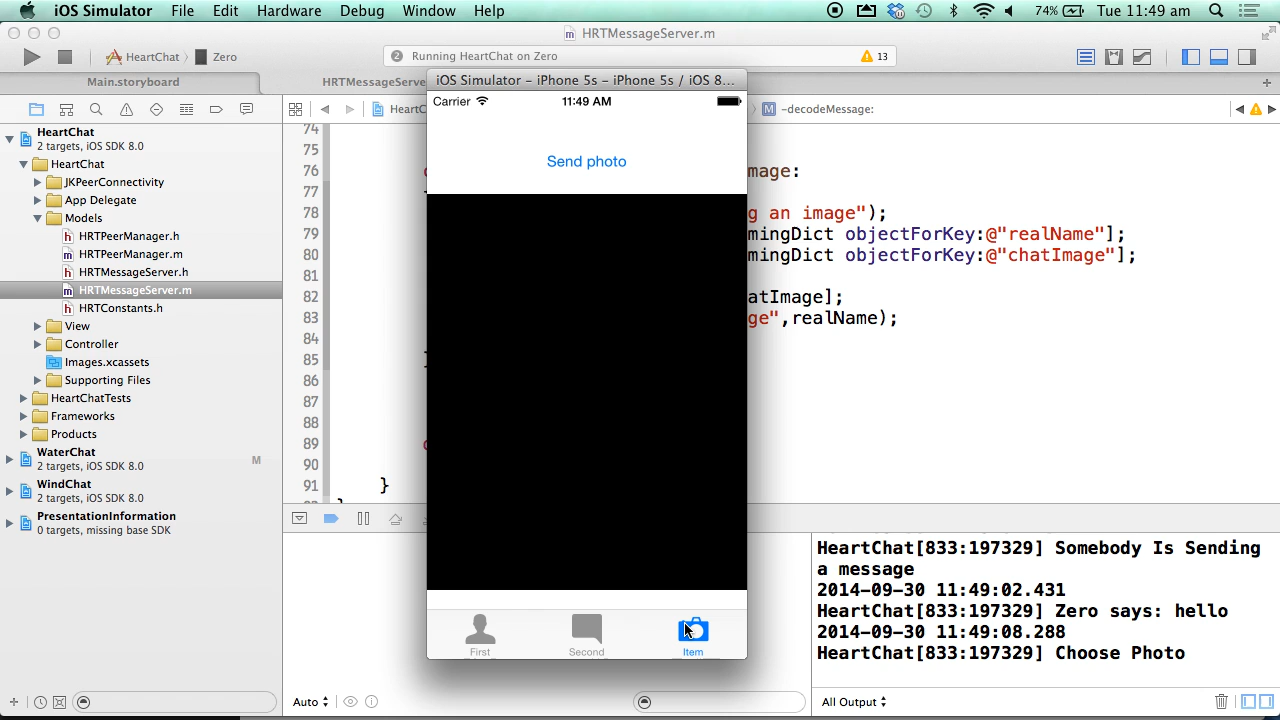 iOS Simulator File Edit Hardware Debug Window Help 74% Tue 11:49 am
HRTMessageServer.m
HeartChat Zero 2 Running HeartChat on Zero 13
Main.storyboard HRTMessageServe
iOS Simulator – iPhone 5s – iPhone 5s / iOS 8...
Carrier 11:49 AM
Send photo
First Second Item
HeartC -decodeMessage:
HeartChat
2 targets, iOS SDK 8.0
HeartChat
JKPeerConnectivity
App Delegate
Models
HRTPeerManager.h
HRTPeerManager.m
HRTMessageServer.h
HRTMessageServer.m
HRTConstants.h
View
Controller
Images.xcassets
Supporting Files
HeartChatTests
Frameworks
Products
WaterChat
2 targets, iOS SDK 8.0 M
WindChat
2 targets, iOS SDK 8.0
PresentationInformation
0 targets, missing base SDK
74
75
76 mage:
77
78 g an image");
79 mingDict objectForKey:@"realName"];
80 mingDict objectForKey:@"chatImage"];
81
82 atImage];
83 ge",realName);
84
85
86
87
88
89
90
91 }
Auto
HeartChat[833:197329] Somebody Is Sending
a message
2014-09-30 11:49:02.431
HeartChat[833:197329] Zero says: hello
2014-09-30 11:49:08.288
HeartChat[833:197329] Choose Photo
All Output